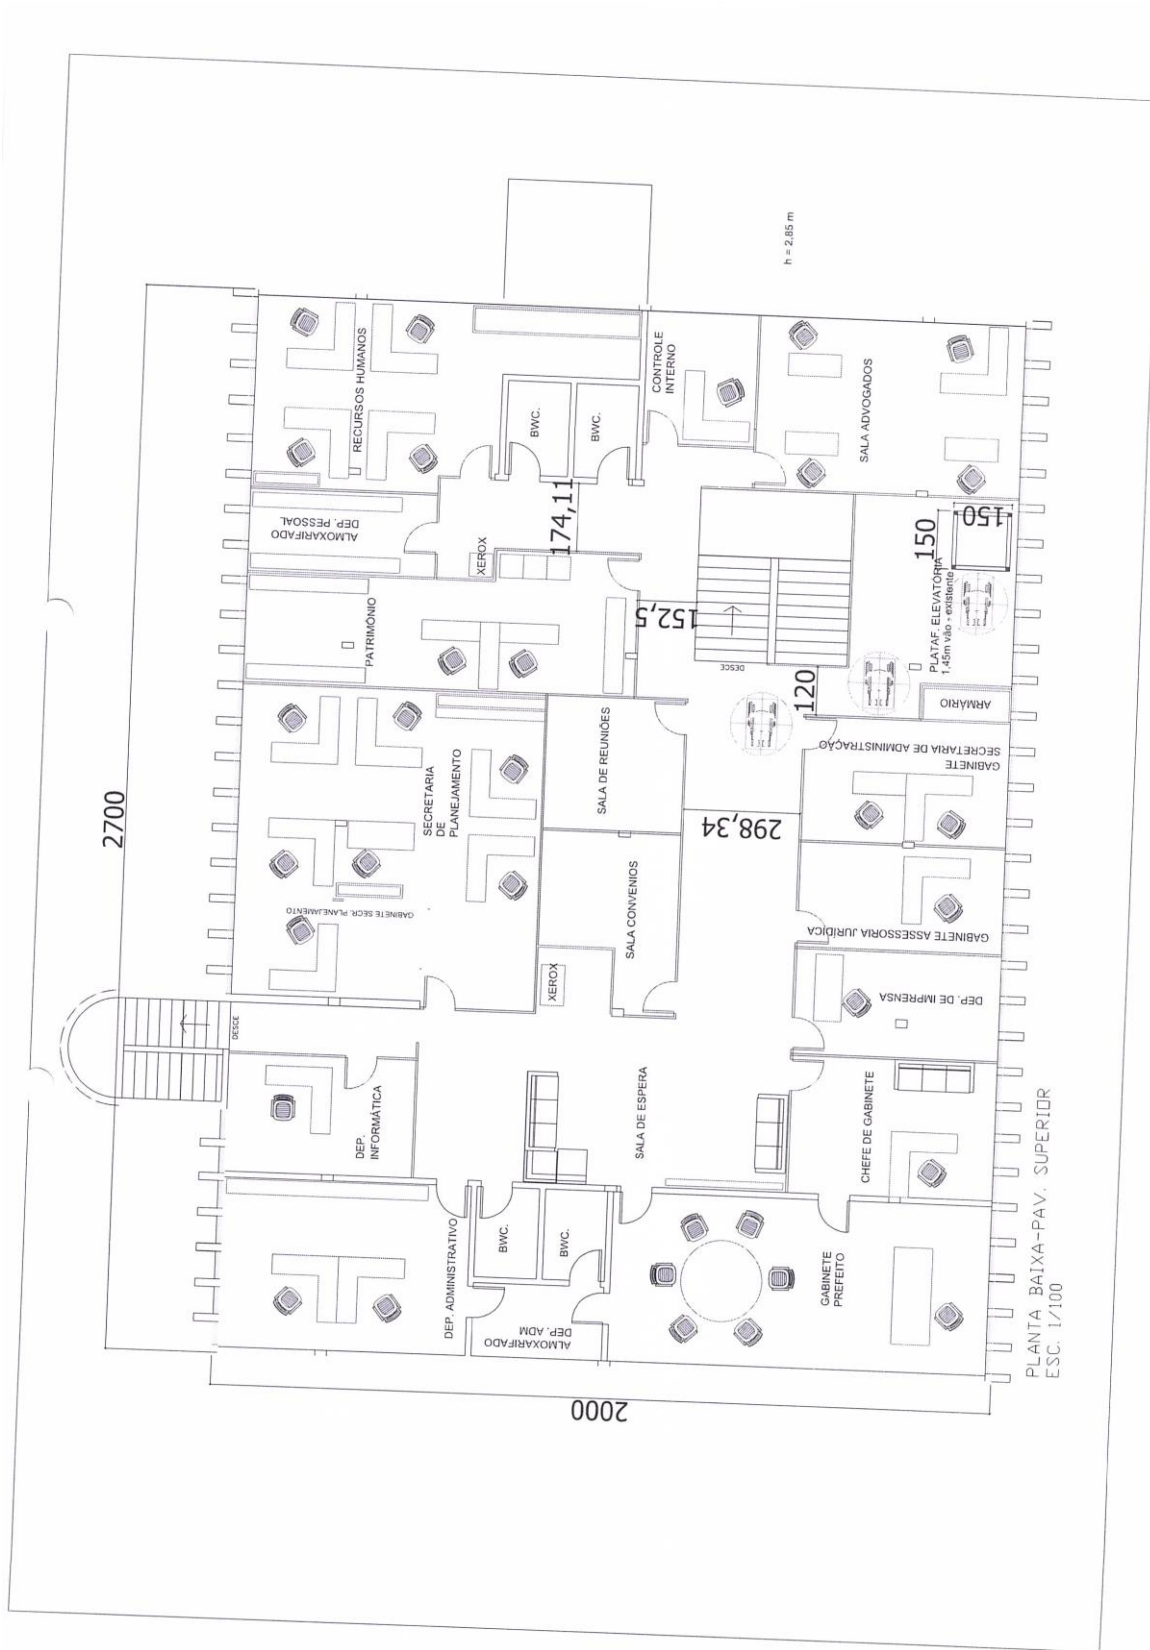 h = 2,85 m
2700
RECURSOS HUMANOS
BWC.
BWC.
CONTROLE
INTERNO
SALA ADVOGADOS
ALMOXARIFADO
DEP. PESSOAL
XEROX
174,11
PATRIMÔNIO
152,5
DESCE
150
150
PLATAF. ELEVATÓRIA
1,45m vão - existente
120
ARMÁRIO
SECRETARIA
DE
PLANEJAMENTO
GABINETE SECR. PLANEJAMENTO
SALA DE REUNIÕES
298,34
GABINETE
SECRETARIA DE ADMINISTRAÇÃO
SALA CONVENIOS
GABINETE ASSESSORIA JURÍDICA
XEROX
DEP. DE IMPRENSA
DESCE
DEP.
INFORMÁTICA
SALA DE ESPERA
CHEFE DE GABINETE
DEP. ADMINISTRATIVO
BWC.
BWC.
ALMOXARIFADO
DEP. ADM
GABINETE
PREFEITO
2000
PLANTA BAIXA-PAV. SUPERIOR
ESC. 1/100